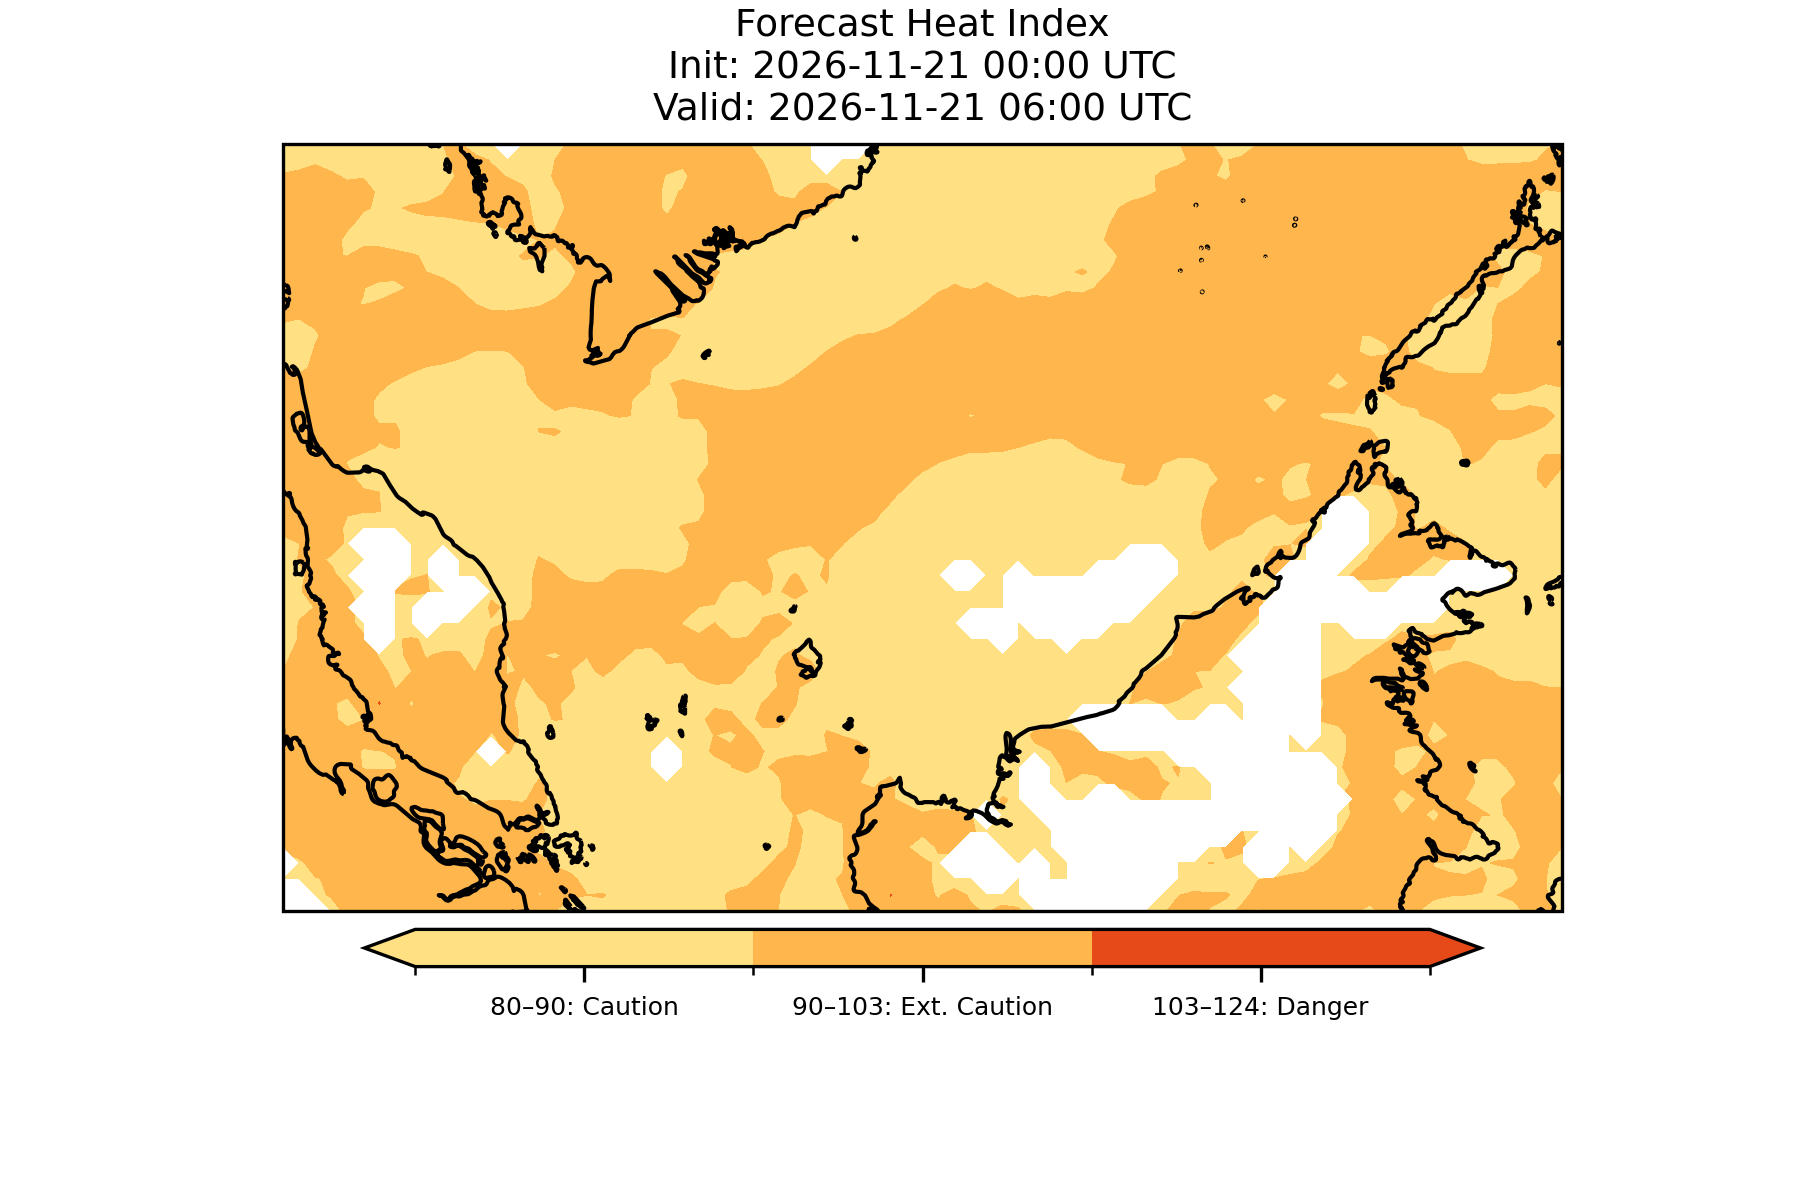 Forecast Heat Index
Init: 2026-11-21 00:00 UTC
Valid: 2026-11-21 06:00 UTC
80–90: Caution
90–103: Ext. Caution
103–124: Danger